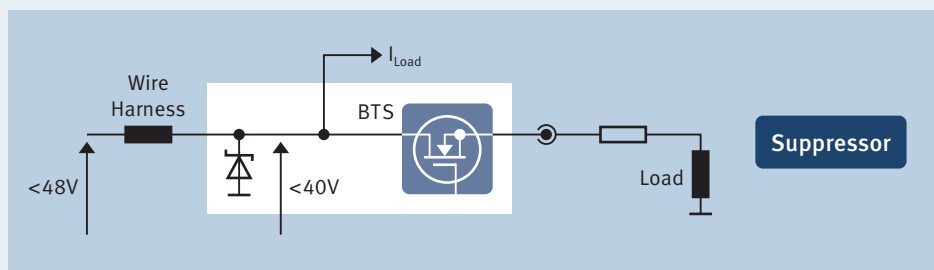 I_Load
Wire
Harness
BTS
<48V
<40V
Load
Suppressor